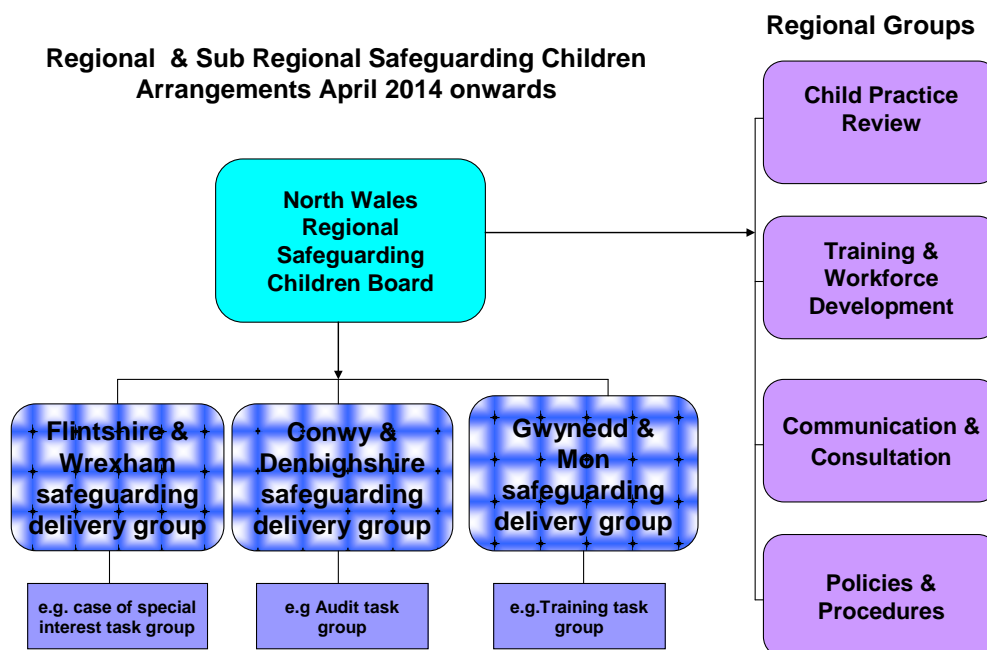 Regional & Sub Regional Safeguarding Children
Arrangements April 2014 onwards
Regional Groups
Child Practice
Review
North Wales
Regional
Safeguarding
Children Board
Training &
Workforce
Development
Communication &
Consultation
Policies &
Procedures
Flintshire &
Wrexham
safeguarding
delivery group
Conwy &
Denbighshire
safeguarding
delivery group
Gwynedd &
Mon
safeguarding
delivery group
e.g. case of special
interest task group
e.g Audit task
group
e.g.Training task
group